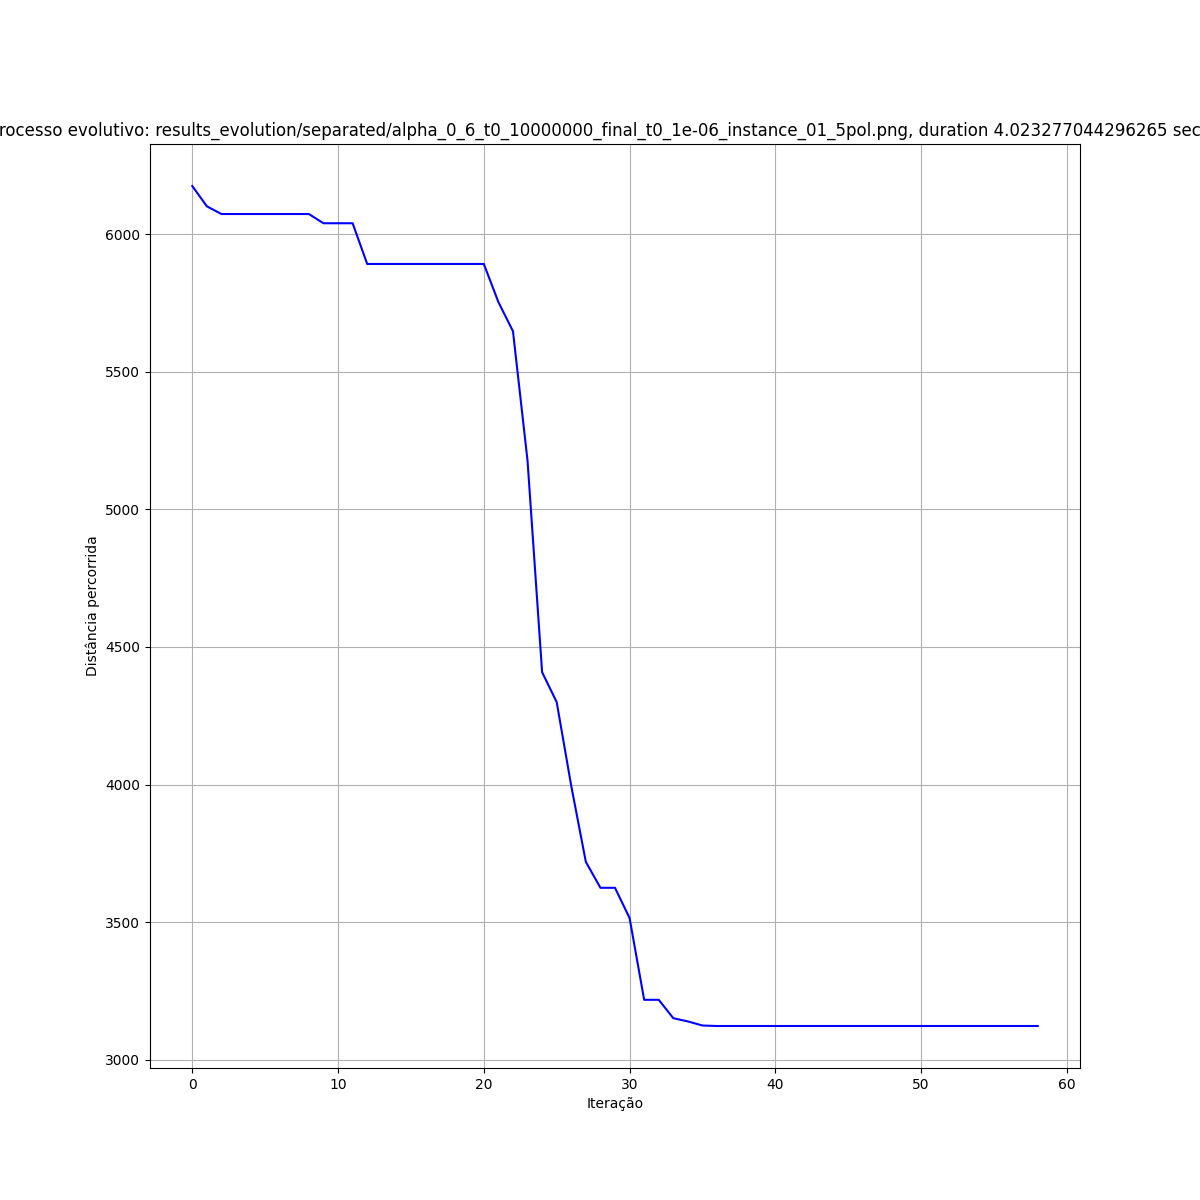 rocesso evolutivo: results_evolution/separated/alpha_0_6_t0_10000000_final_t0_1e-06_instance_01_5pol.png, duration 4.023277044296265 sec
6000
5500
5000
4500
4000
3500
3000
Distância percorrida
0 10 20 30 40 50 60
Iteração